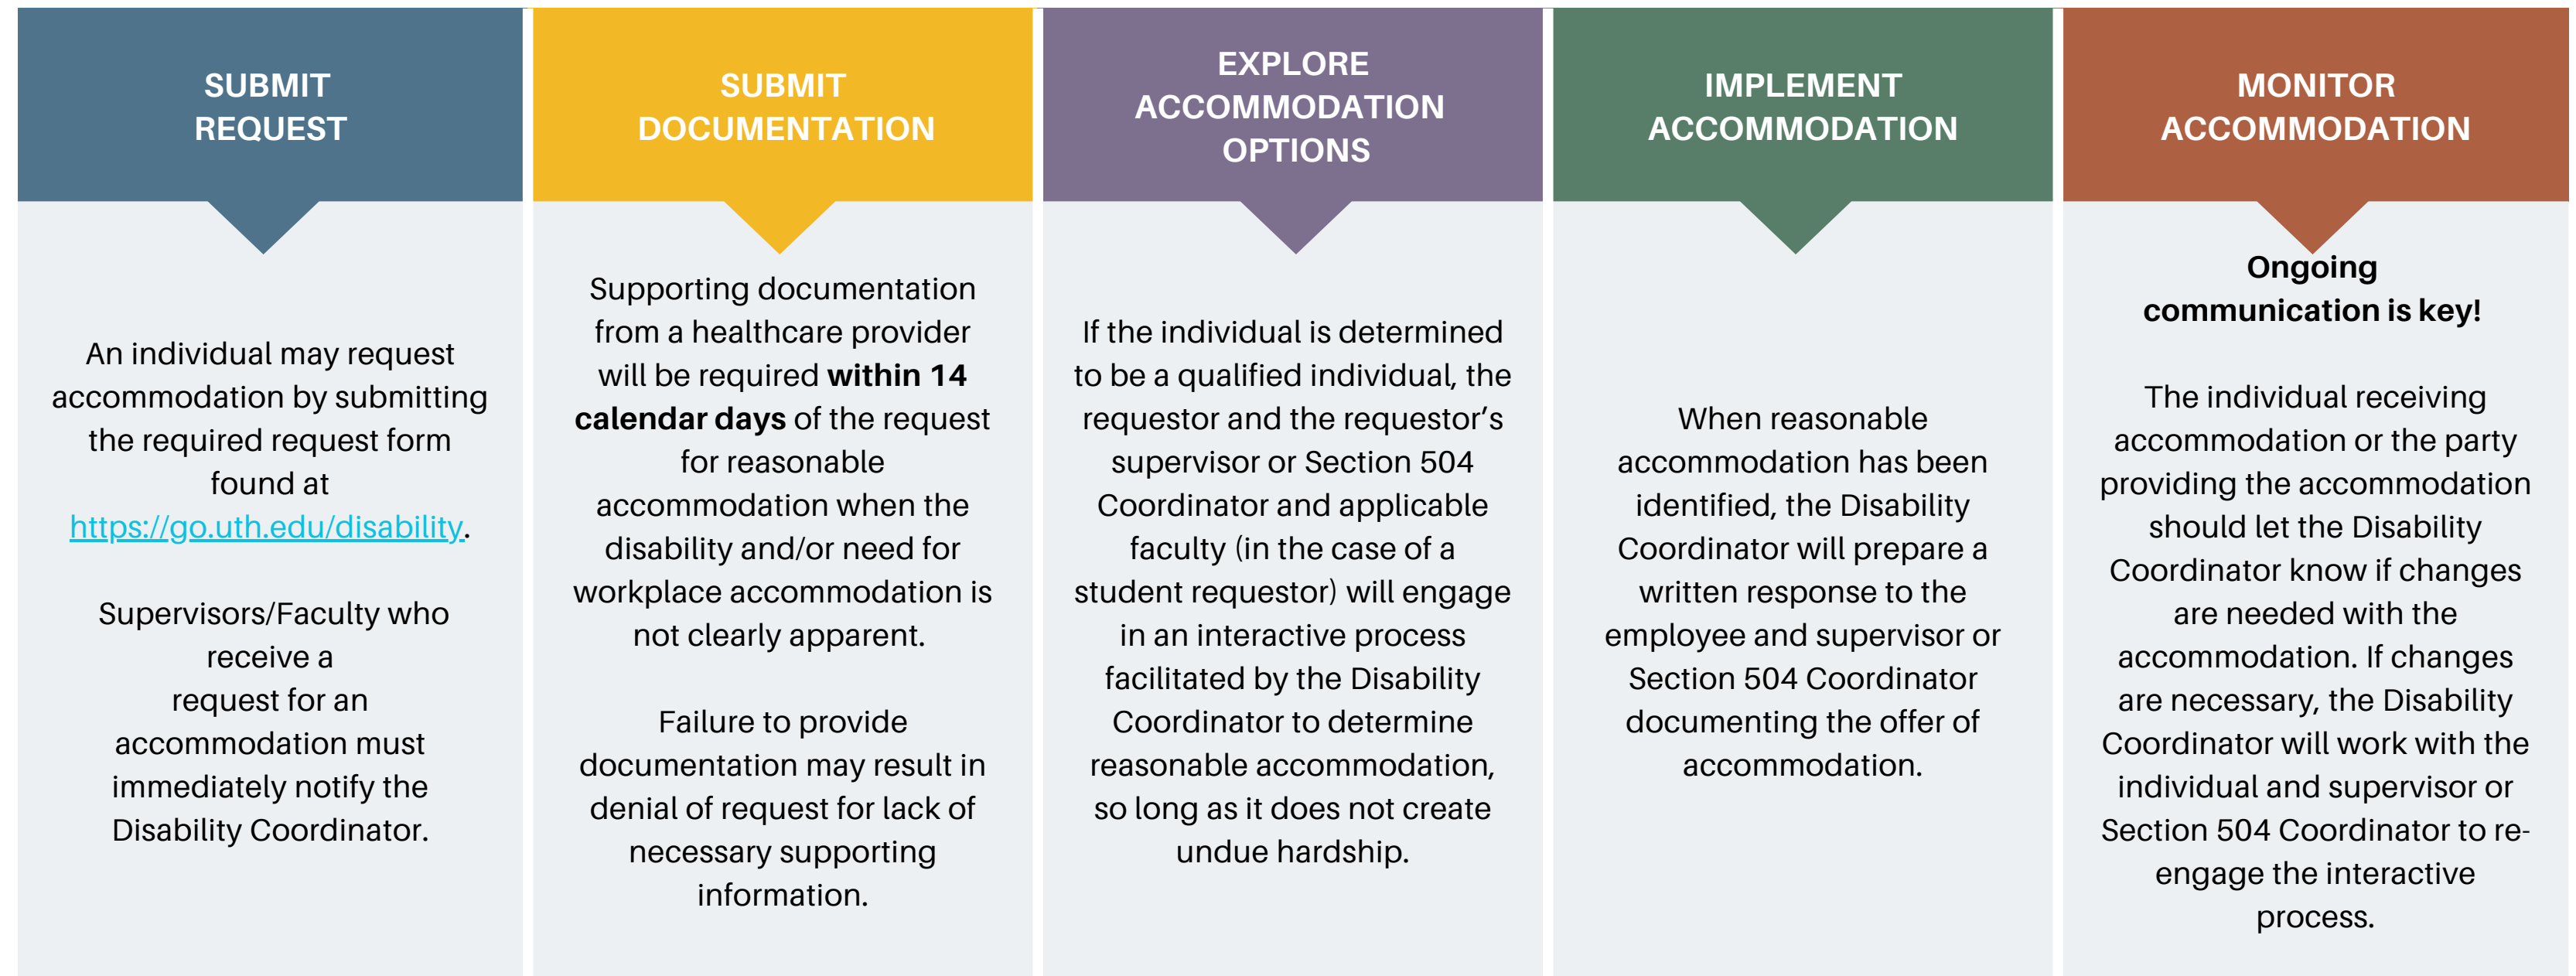 SUBMIT
REQUEST
An individual may request
accommodation by submitting
the required request form
found at
https://go.uth.edu/disability.
Supervisors/Faculty who
receive a
request for an
accommodation must
immediately notify the
Disability Coordinator.
SUBMIT
DOCUMENTATION
Supporting documentation
from a healthcare provider
will be required within 14
calendar days of the request
for reasonable
accommodation when the
disability and/or need for
workplace accommodation is
not clearly apparent.
Failure to provide
documentation may result in
denial of request for lack of
necessary supporting
information.
EXPLORE
ACCOMMODATION
OPTIONS
If the individual is determined
to be a qualified individual, the
requestor and the requestor’s
supervisor or Section 504
Coordinator and applicable
faculty (in the case of a
student requestor) will engage
in an interactive process
facilitated by the Disability
Coordinator to determine
reasonable accommodation,
so long as it does not create
undue hardship.
IMPLEMENT
ACCOMMODATION
When reasonable
accommodation has been
identified, the Disability
Coordinator will prepare a
written response to the
employee and supervisor or
Section 504 Coordinator
documenting the offer of
accommodation.
MONITOR
ACCOMMODATION
Ongoing
communication is key!
The individual receiving
accommodation or the party
providing the accommodation
should let the Disability
Coordinator know if changes
are needed with the
accommodation. If changes
are necessary, the Disability
Coordinator will work with the
individual and supervisor or
Section 504 Coordinator to re-
engage the interactive
process.